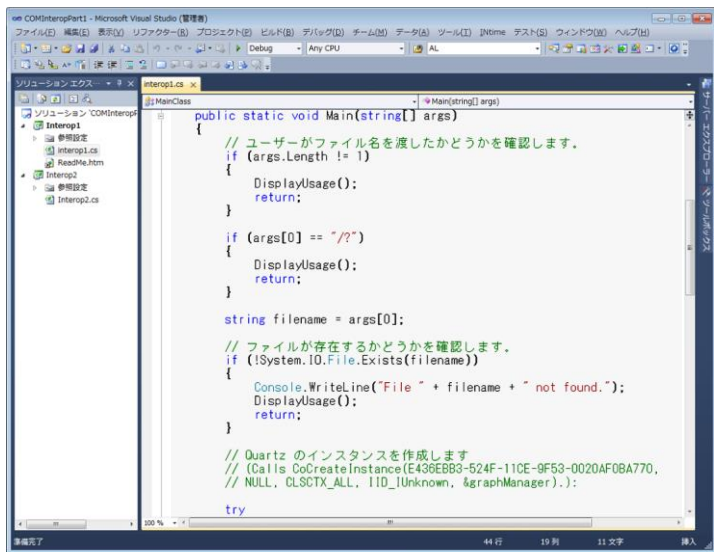 COMInteropPart1 - Microsoft Visual Studio (管理者)
ファイル(F) 編集(E) 表示(V) リファクター(R) プロジェクト(P) ビルド(B) デバッグ(D) チーム(M) データ(A) ツール(T) INtime テスト(S) ウィンドウ(W) ヘルプ(H)
Debug Any CPU AL
ソリューション エクス… interop1.cs
MainClass Main(string[] args)
ソリューション 'COMInteropP
Interop1
参照設定
interop1.cs
ReadMe.htm
Interop2
参照設定
Interop2.cs
public static void Main(string[] args)
{
// ユーザーがファイル名を渡したかどうかを確認します。
if (args.Length != 1)
{
DisplayUsage();
return;
}
if (args[0] == "/?")
{
DisplayUsage();
return;
}
string filename = args[0];
// ファイルが存在するかどうかを確認します。
if (!System.IO.File.Exists(filename))
{
Console.WriteLine("File " + filename + " not found.");
DisplayUsage();
return;
}
// Quartz のインスタンスを作成します
// (Calls CoCreateInstance(E436EBB3-524F-11CE-9F53-0020AF0BA770,
// NULL, CLSCTX_ALL, IID_IUnknown, &graphManager).):
try
サーバー エクスプローラー
ツールボックス
100 %
準備完了 44 行 19 列 11 文字 挿入